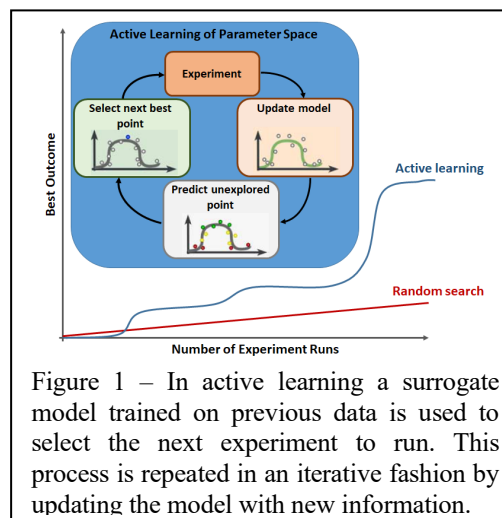 Active Learning of Parameter Space
Experiment
Select next best
point
Update model
Predict unexplored
point
Best Outcome
Active learning
Random search
Number of Experiment Runs
Figure 1 – In active learning a surrogate
model trained on previous data is used to
select the next experiment to run. This
process is repeated in an iterative fashion by
updating the model with new information.